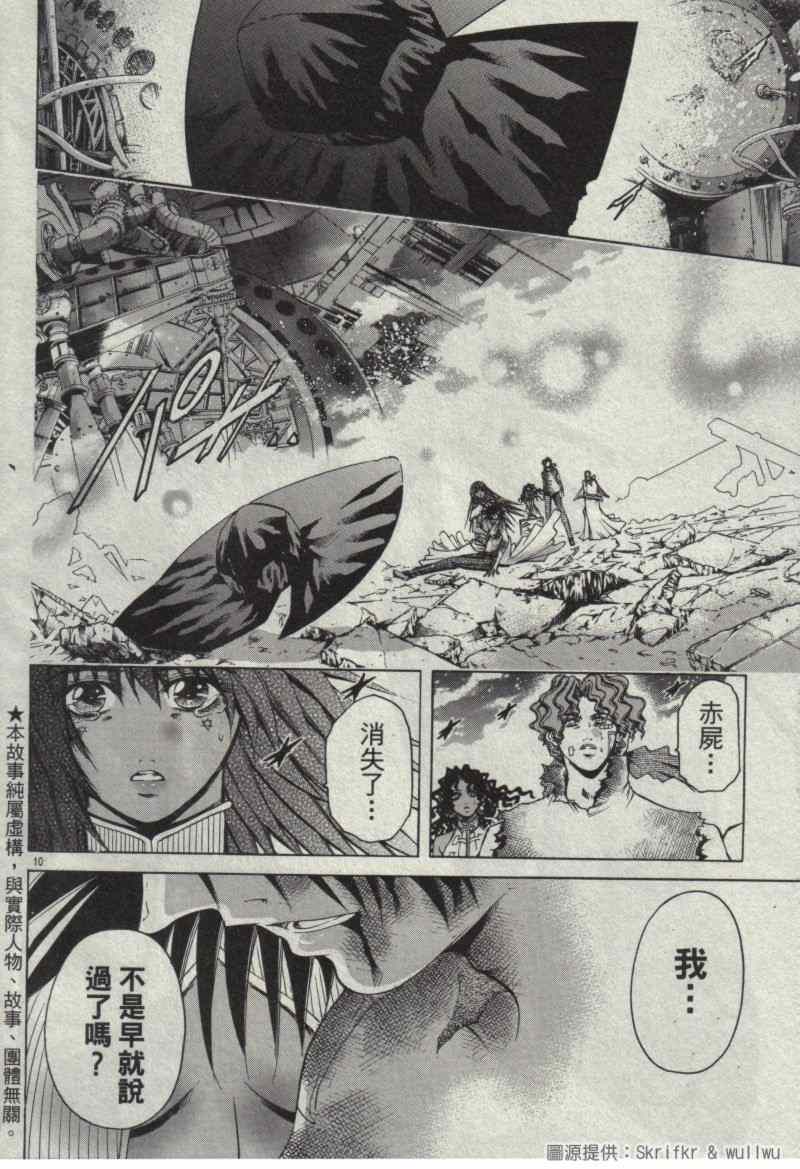 パサ
赤屍…
消失了…
我…
不是早就說
過了嗎？
★本故事純屬虛構，與實際人物、故事、團體無關。
10
圖源提供：Skrifkr & wullwu